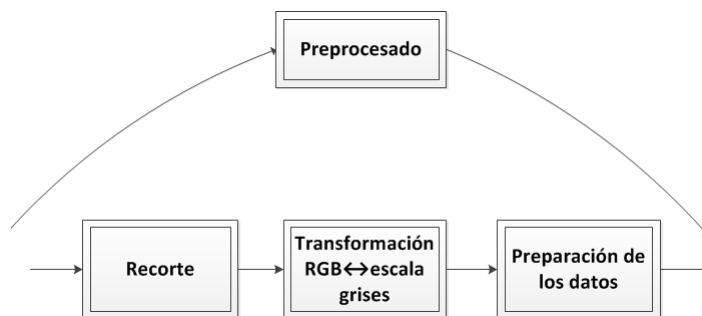 Preprocesado
Recorte
Transformación
RGB↔escala
grises
Preparación de
los datos